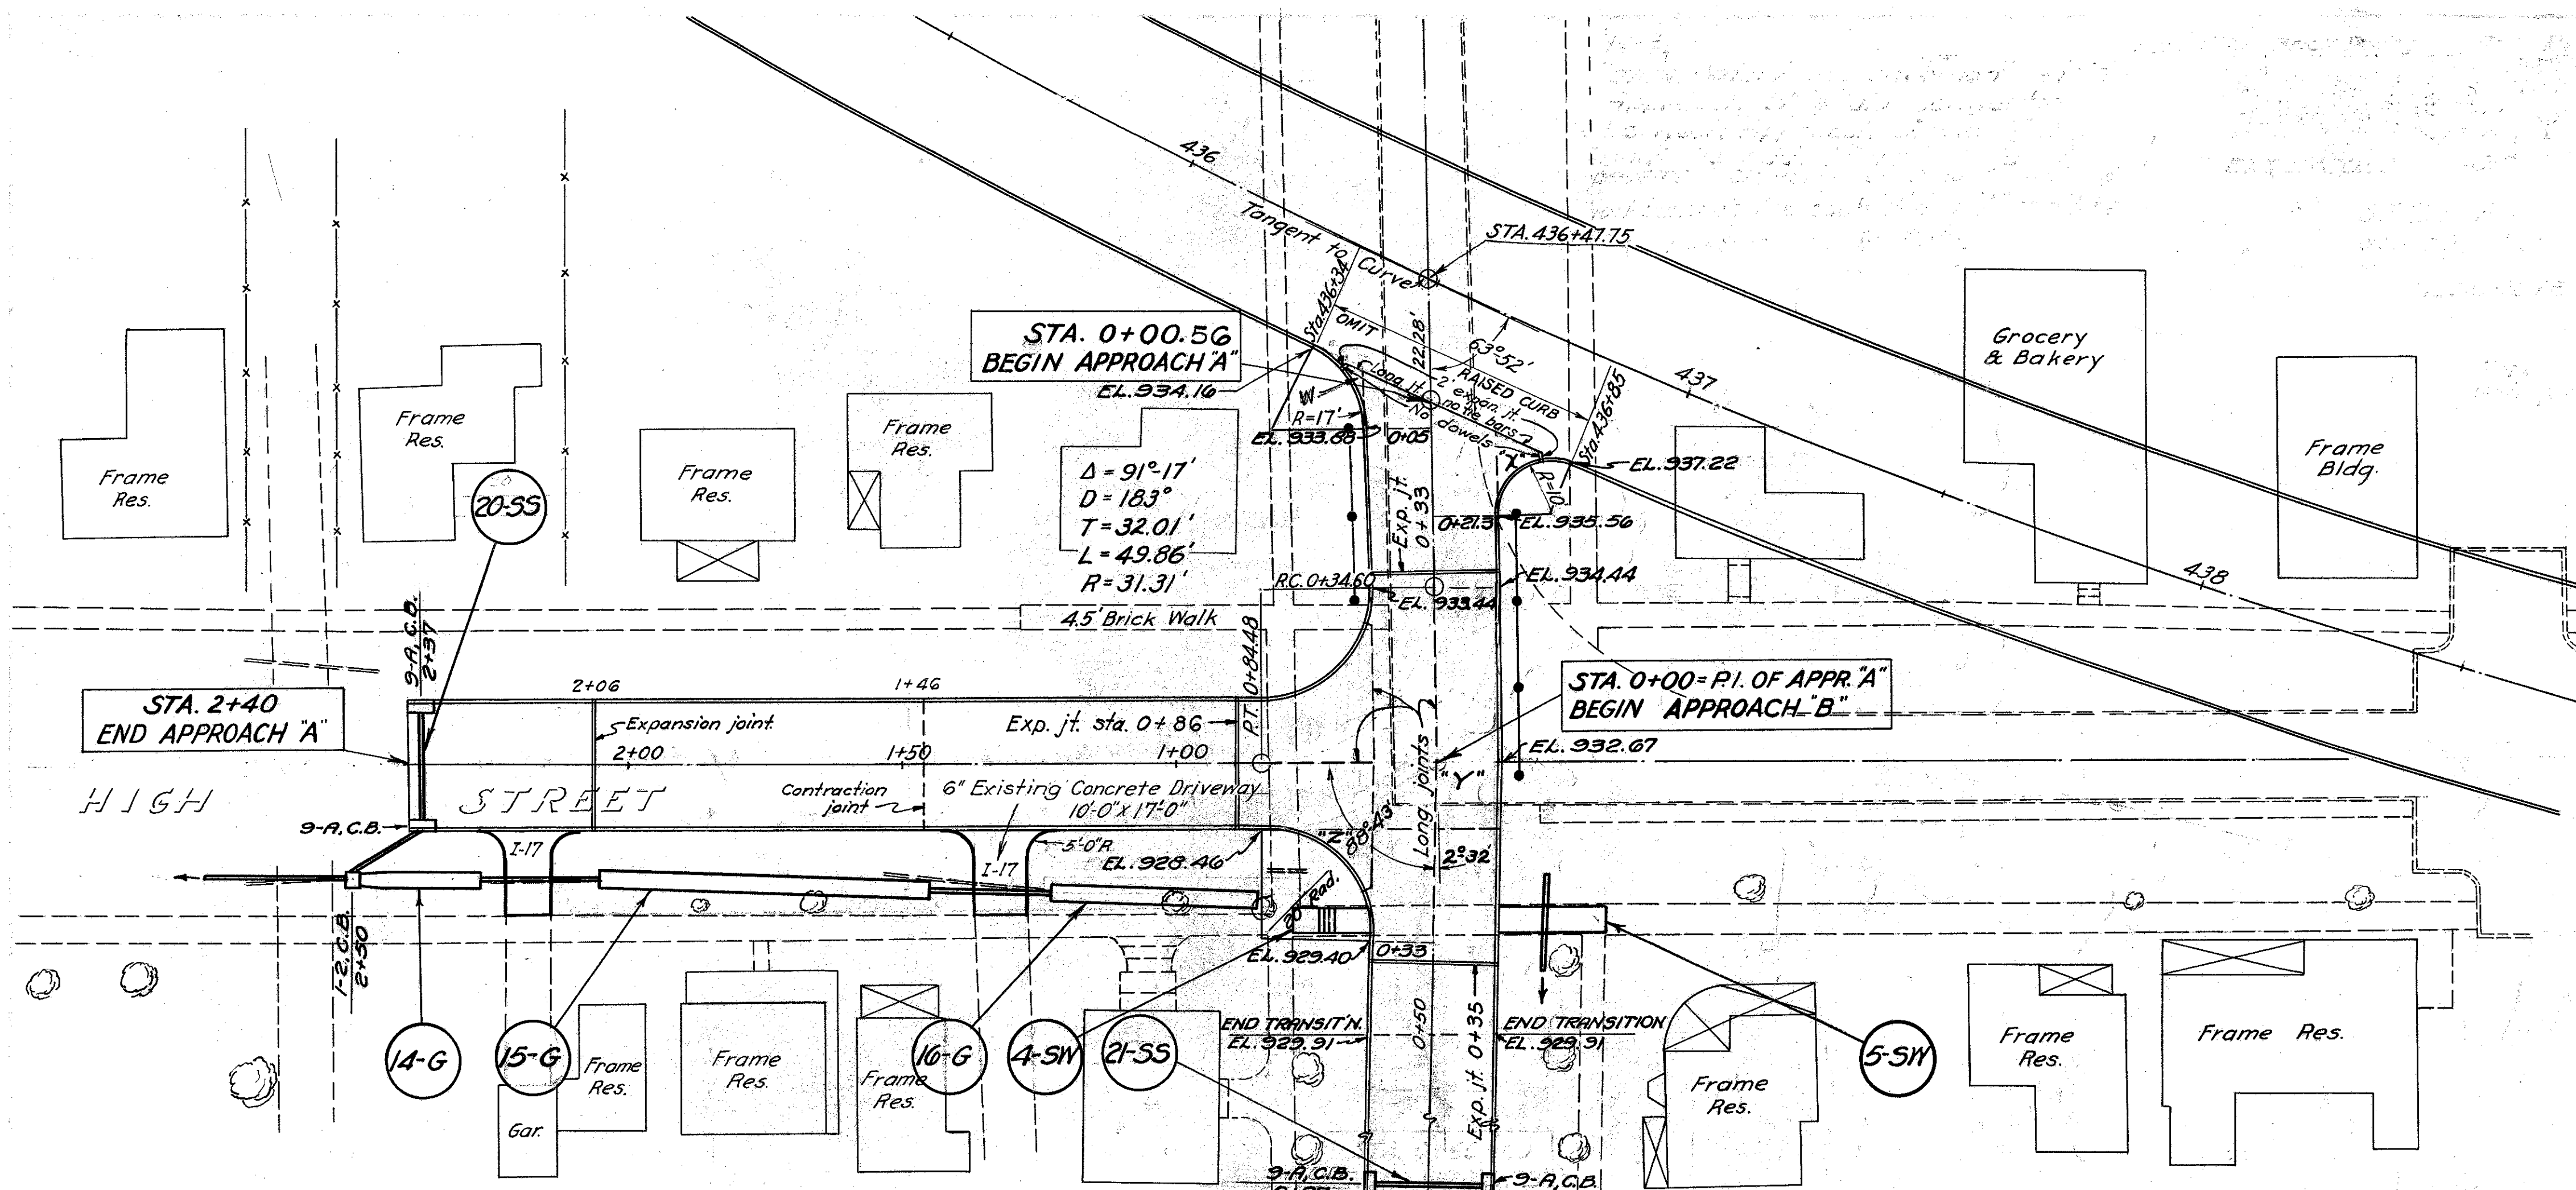 436
Tangent to Curve
STA. 436+47.75
Sta. 436+34
OMIT
RAISED CURB
22.28'
63°-52'
437
Sta. 436+85
438
STA. 0+00.56
BEGIN APPROACH "A"
EL. 934.16
W
R=17'
EL. 933.88
0+05
Long. jt.
2' expan. jt.
no tie bars
No dowels
"X"
R=10'
EL. 937.22
0+21.3
EL. 935.56
Exp. jt.
0+33
EL. 934.44
P.C. 0+34.60
EL. 933.44
Grocery
& Bakery
Frame
Bldg.
Frame
Res.
Frame
Res.
Frame
Res.
Frame
Res.
20-SS
Δ = 91°-17'
D = 183°
T = 32.01'
L = 49.86'
R = 31.31'
4.5' Brick Walk
9-A, C.B.
2+37
STA. 2+40
END APPROACH "A"
2+06
1+46
Expansion joint
Exp. jt. sta. 0+86
P.T. 0+84.48
2+00
1+50
1+00
STA. 0+00 = P.I. OF APPR. "A"
BEGIN APPROACH "B"
EL. 932.67
"Y"
Long joints
HIGH STREET
Contraction
joint
6" Existing Concrete Driveway
10'-0" x 17'-0"
9-A, C.B.
I-17
I-17
5'-0" R
EL. 928.46
"Z"
88°-43'
2°-32'
20' Rad.
EL. 929.40
0+33
1-2, C.B.
2+50
14-G
15-G
16-G
4-SW
21-SS
5-SW
END TRANSIT'N.
EL. 929.91
0+50
Exp. jt. 0+35
END TRANSITION
EL. 929.91
Frame
Res.
Gar.
Frame
Res.
Frame
Res.
Frame
Res.
Frame
Res.
Frame Res.
9-A, C.B.
9-A, C.B.